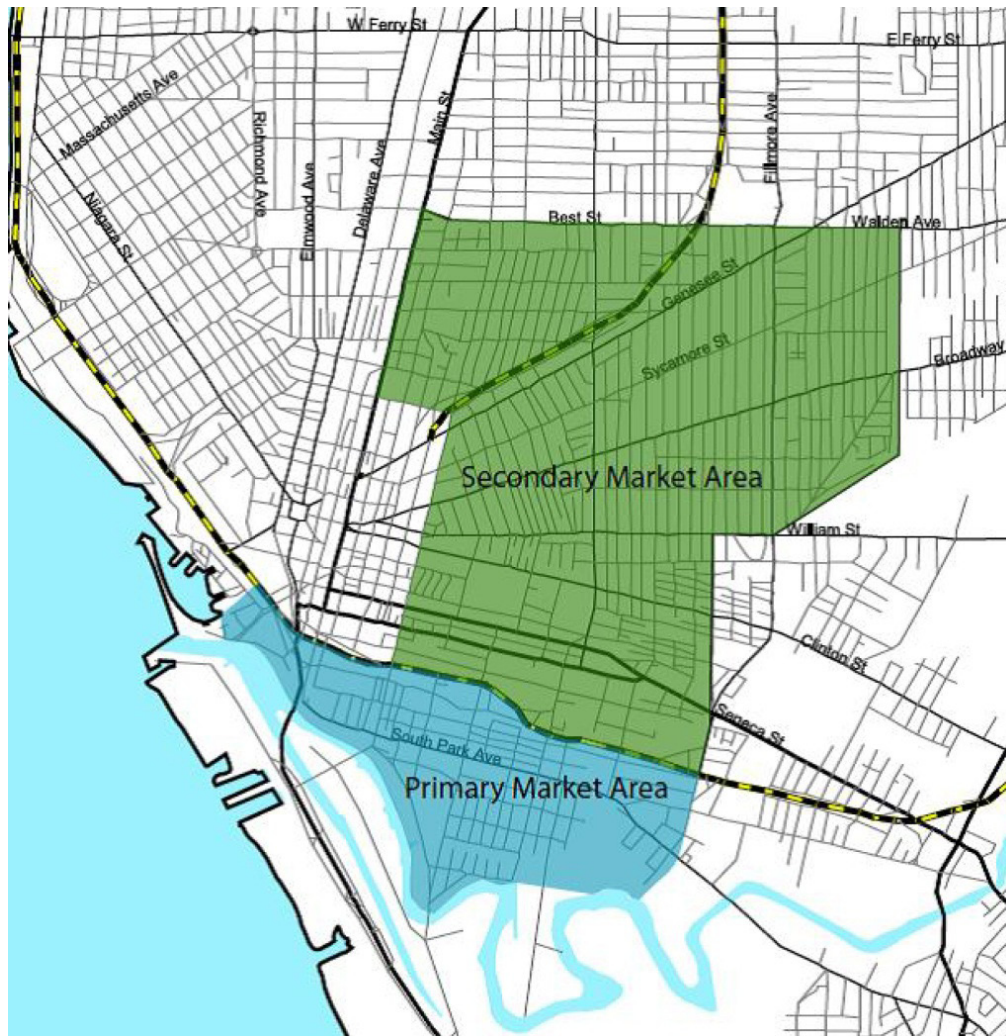 W Ferry St
E Ferry St
Massachusetts Ave
Main St
Richmond Ave
Fillmore Ave
Elmwood Ave
Delaware Ave
Niagara St
Best St
Walden Ave
Genesee St
Sycamore St
Broadway
Secondary Market Area
William St
Clinton St
Seneca St
South Park Ave
Primary Market Area